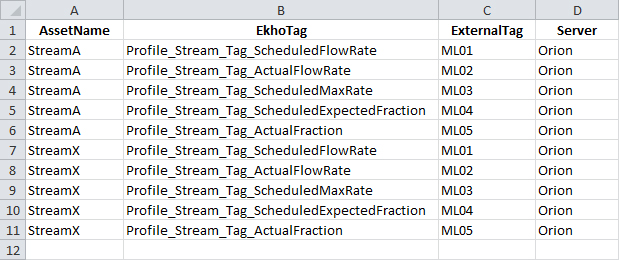 A B C D
1 AssetName EkhoTag ExternalTag Server
2 StreamA Profile_Stream_Tag_ScheduledFlowRate ML01 Orion
3 StreamA Profile_Stream_Tag_ActualFlowRate ML02 Orion
4 StreamA Profile_Stream_Tag_ScheduledMaxRate ML03 Orion
5 StreamA Profile_Stream_Tag_ScheduledExpectedFraction ML04 Orion
6 StreamA Profile_Stream_Tag_ActualFraction ML05 Orion
7 StreamX Profile_Stream_Tag_ScheduledFlowRate ML01 Orion
8 StreamX Profile_Stream_Tag_ActualFlowRate ML02 Orion
9 StreamX Profile_Stream_Tag_ScheduledMaxRate ML03 Orion
10 StreamX Profile_Stream_Tag_ScheduledExpectedFraction ML04 Orion
11 StreamX Profile_Stream_Tag_ActualFraction ML05 Orion
12